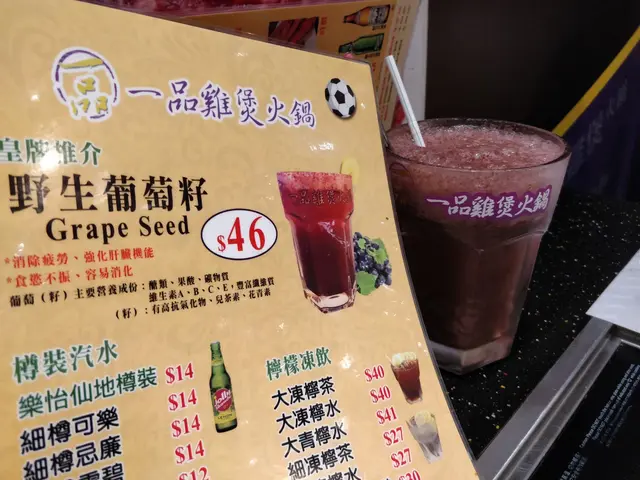 一品
一品雞煲火鍋
皇牌推介
野生葡萄籽
Grape Seed
$46
*消除疲勞、強化肝臟機能
*食慾不振、容易消化
葡萄（籽）主要營養成份：醣類、果酸、礦物質
維生素A、B、C、E，豐富纖維質
（籽）：有高抗氧化物、兒茶素、花青素
一品雞煲火鍋
樽裝汽水
樂怡仙地樽裝 $14
細樽可樂 $14
細樽忌廉 $14
$12
檸檬凍飲
大凍檸茶 $40
大凍檸水 $40
大青檸水 $41
細凍檸茶 $27
$27